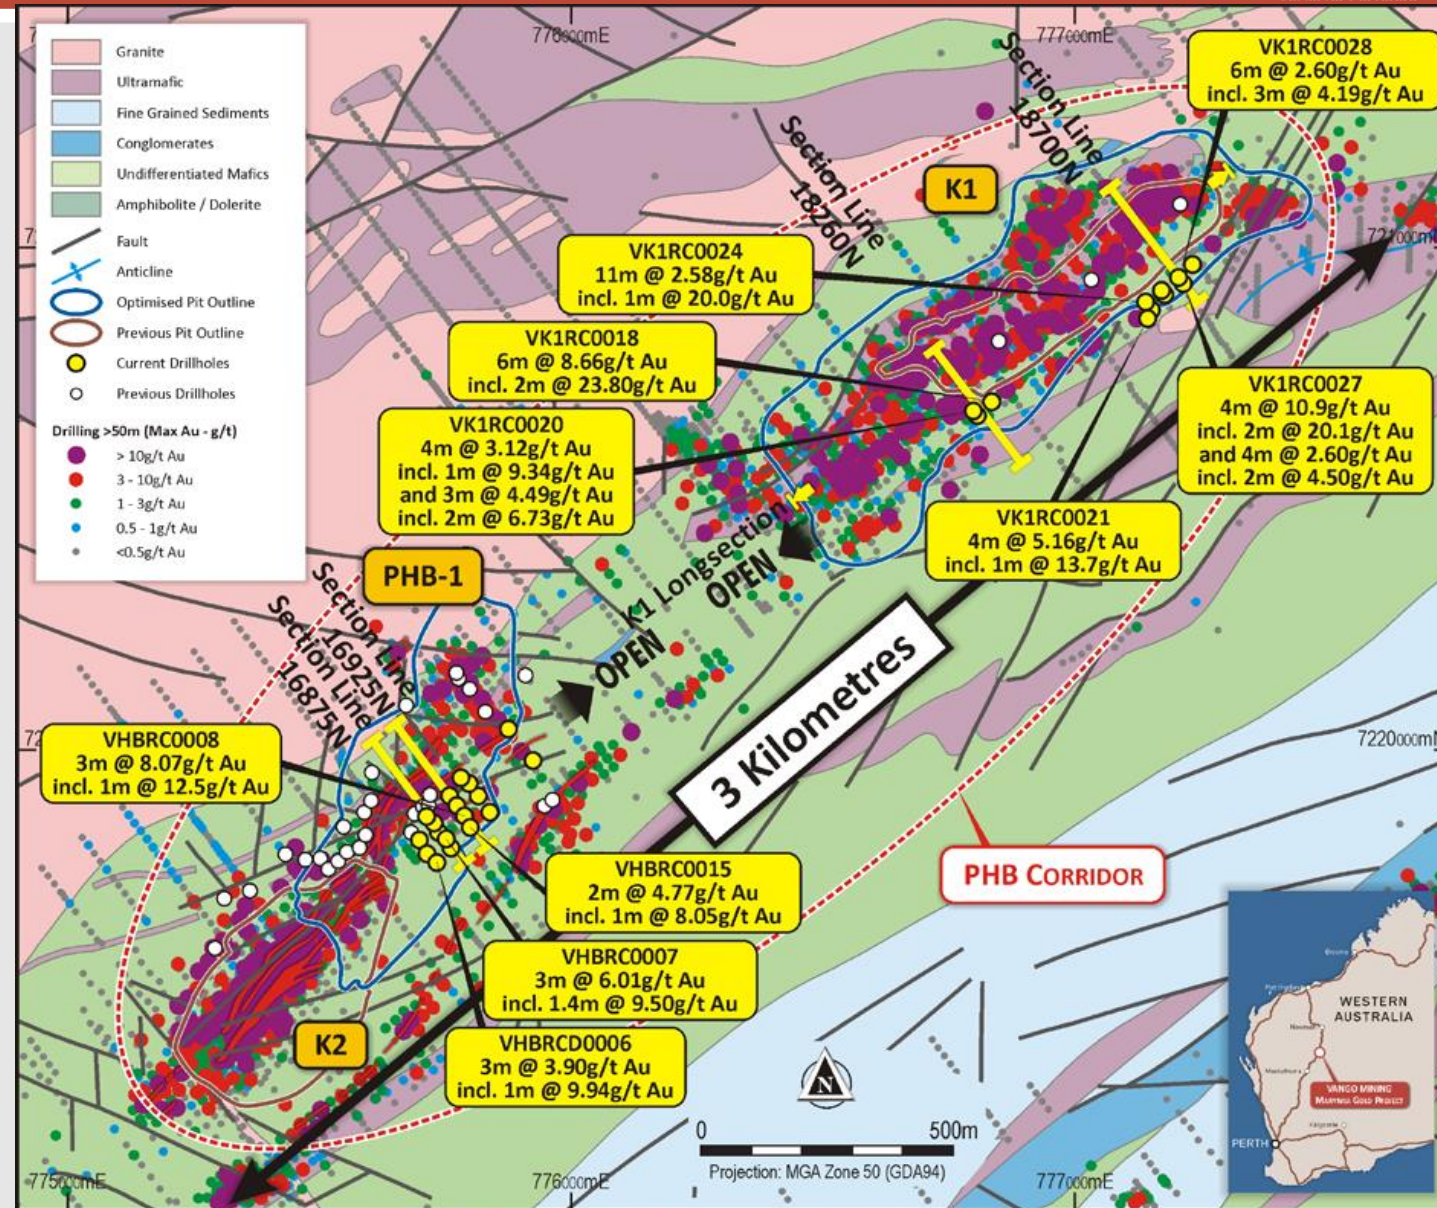 Granite
Ultramafic
Fine Grained Sediments
Conglomerates
Undifferentiated Mafics
Amphibolite / Dolerite
Fault
Anticline
Optimised Pit Outline
Previous Pit Outline
Current Drillholes
Previous Drillholes
Drilling >50m (Max Au - g/t)
> 10g/t Au
3 - 10g/t Au
1 - 3g/t Au
0.5 - 1g/t Au
<0.5g/t Au
776000mE
777000mE
Section Line
18700N
Section Line
18260N
VK1RC0028
6m @ 2.60g/t Au
incl. 3m @ 4.19g/t Au
K1
VK1RC0024
11m @ 2.58g/t Au
incl. 1m @ 20.0g/t Au
VK1RC0018
6m @ 8.66g/t Au
incl. 2m @ 23.80g/t Au
VK1RC0020
4m @ 3.12g/t Au
incl. 1m @ 9.34g/t Au
and 3m @ 4.49g/t Au
incl. 2m @ 6.73g/t Au
VK1RC0027
4m @ 10.9g/t Au
incl. 2m @ 20.1g/t Au
and 4m @ 2.60g/t Au
incl. 2m @ 4.50g/t Au
VK1RC0021
4m @ 5.16g/t Au
incl. 1m @ 13.7g/t Au
K1 Longsection
OPEN
OPEN
PHB-1
Section Line
16925N
Section Line
16875N
3 Kilometres
7220000mN
VHBRC0008
3m @ 8.07g/t Au
incl. 1m @ 12.5g/t Au
VHBRC0015
2m @ 4.77g/t Au
incl. 1m @ 8.05g/t Au
PHB CORRIDOR
VHBRC0007
3m @ 6.01g/t Au
incl. 1.4m @ 9.50g/t Au
K2
VHBRCD0006
3m @ 3.90g/t Au
incl. 1m @ 9.94g/t Au
N
0 500m
Projection: MGA Zone 50 (GDA94)
775000mE
776000mE
777000mE
WESTERN
AUSTRALIA
VANGO MINING
MARYMIA GOLD PROJECT
PERTH